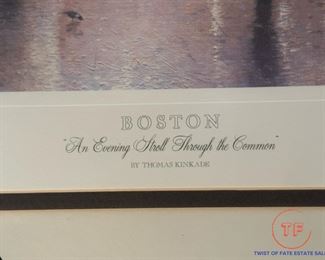 BOSTON
"An Evening Stroll Through the Common"
BY THOMAS KINKADE
TF
TWIST OF FATE ESTATE SALES